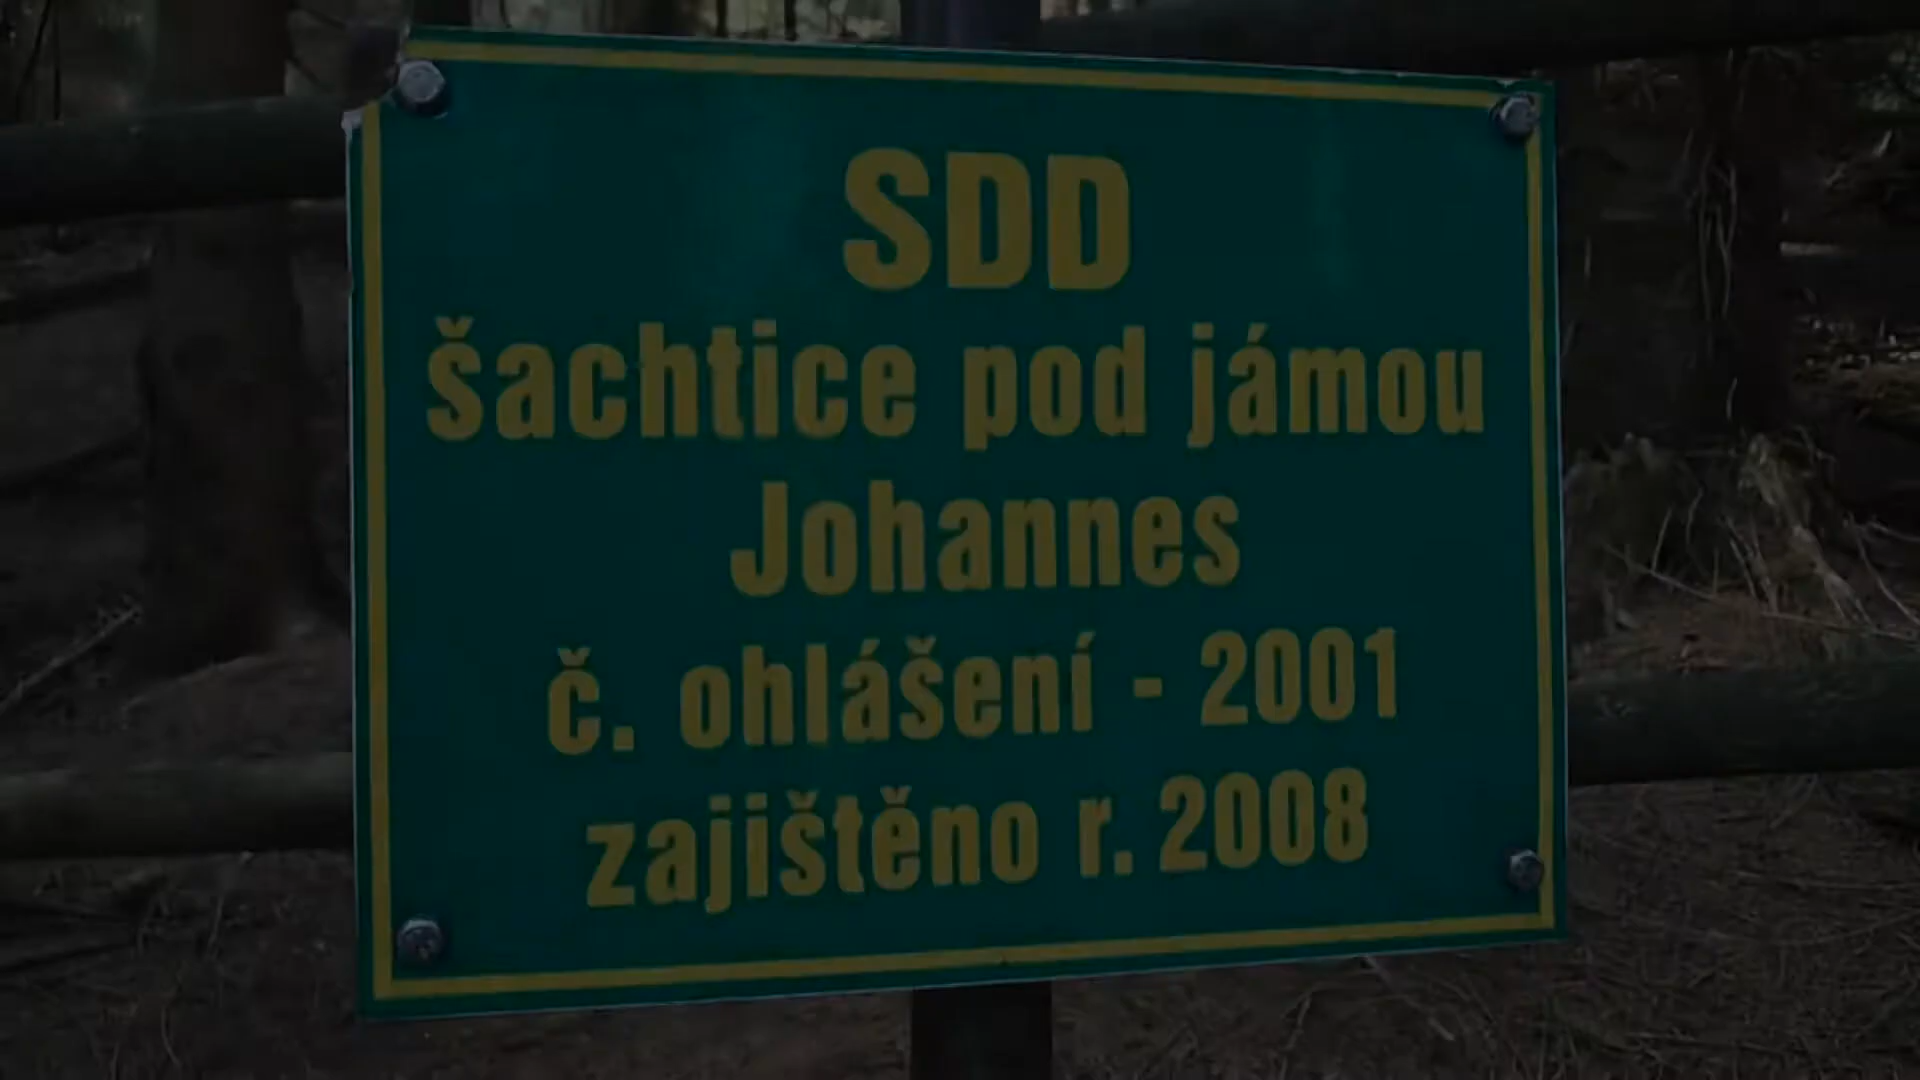 SDD
šachtice pod jámou
Johannes
č. ohlášení - 2001
zajištěno r. 2008